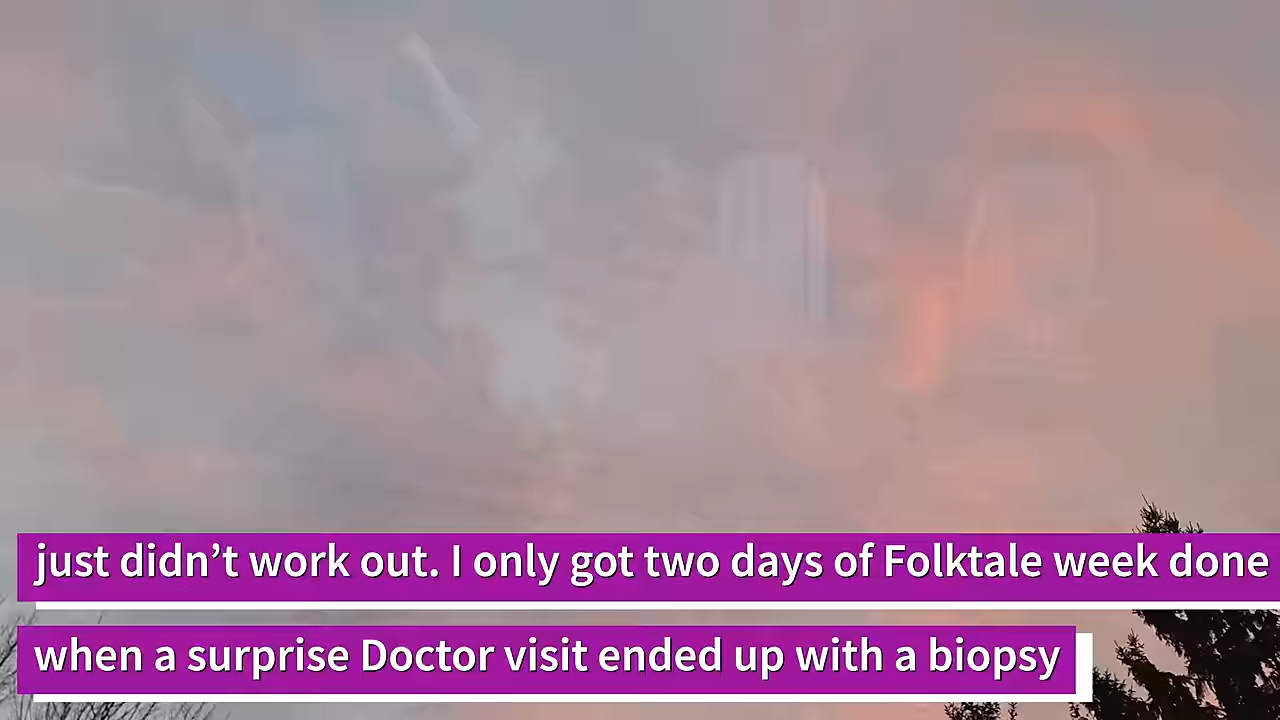 just didn’t work out. I only got two days of Folktale week done
when a surprise Doctor visit ended up with a biopsy